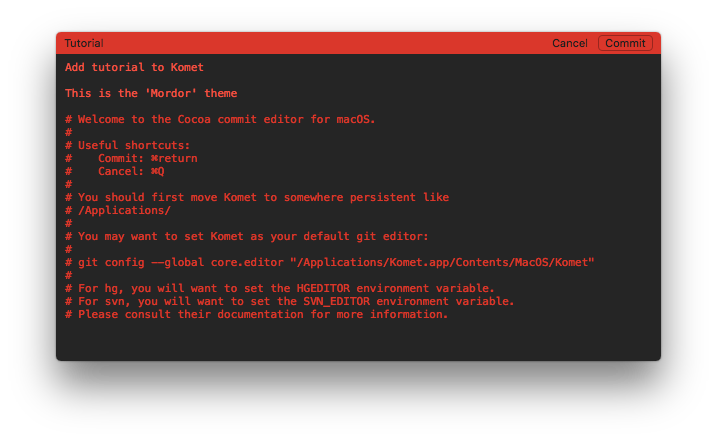 Tutorial Cancel Commit
Add tutorial to Komet
This is the 'Mordor' theme
# Welcome to the Cocoa commit editor for macOS.
#
# Useful shortcuts:
#    Commit: ⌘return
#    Cancel: ⌘Q
#
# You should first move Komet to somewhere persistent like
# /Applications/
#
# You may want to set Komet as your default git editor:
#
# git config --global core.editor "/Applications/Komet.app/Contents/MacOS/Komet"
#
# For hg, you will want to set the HGEDITOR environment variable.
# For svn, you will want to set the SVN_EDITOR environment variable.
# Please consult their documentation for more information.